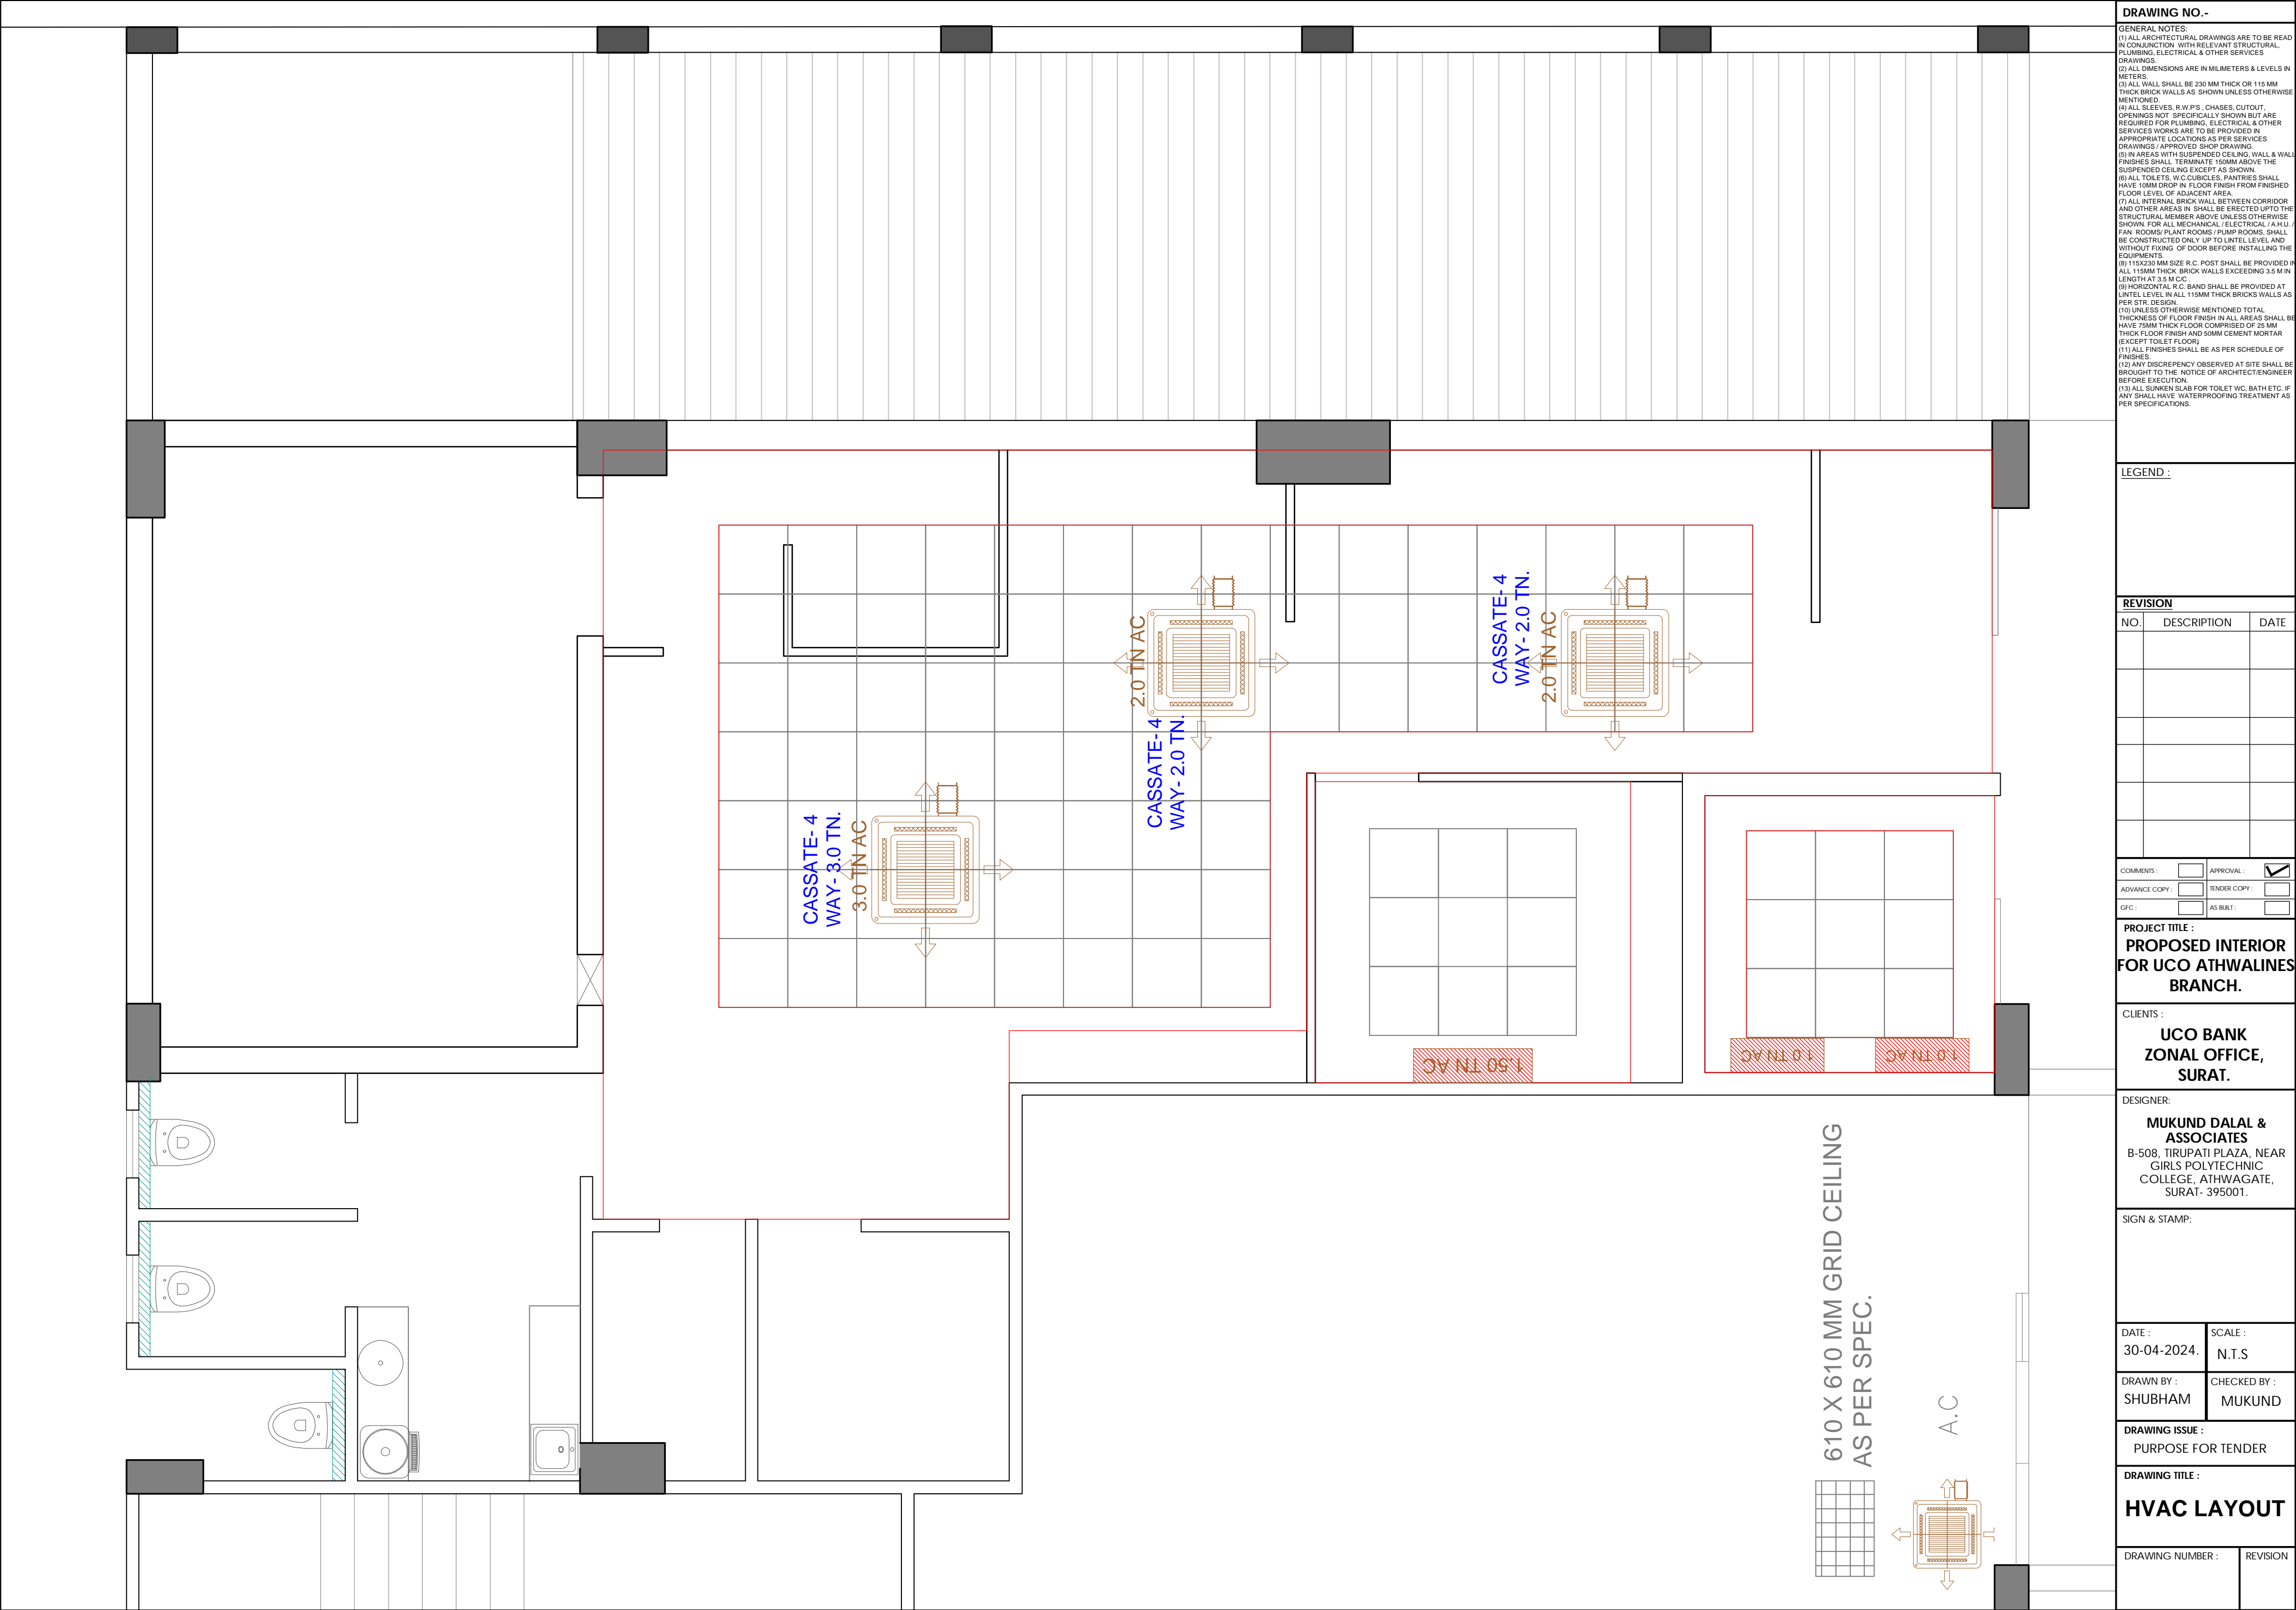 CASSATE- 4
WAY- 2.0 TN.
2.0 TN AC
2.0 TN AC
CASSATE- 4
WAY- 2.0 TN.
CASSATE- 4
WAY- 3.0 TN.
3.0 TN AC
1.50 TN AC
1.0 TN AC
1.0 TN AC
610 X 610 MM GRID CEILING
AS PER SPEC.
A.C
DRAWING NO.-
GENERAL NOTES:
(1) ALL ARCHITECTURAL DRAWINGS ARE TO BE READ
IN CONJUNCTION WITH RELEVANT STRUCTURAL,
PLUMBING, ELECTRICAL & OTHER SERVICES
DRAWINGS.
(2) ALL DIMENSIONS ARE IN MILIMETERS & LEVELS IN
METERS.
(3) ALL WALL SHALL BE 230 MM THICK OR 115 MM
THICK BRICK WALLS AS SHOWN UNLESS OTHERWISE
MENTIONED.
(4) ALL SLEEVES, R.W.P'S , CHASES, CUTOUT,
OPENINGS NOT SPECIFICALLY SHOWN BUT ARE
REQUIRED FOR PLUMBING, ELECTRICAL & OTHER
SERVICES WORKS ARE TO BE PROVIDED IN
APPROPRIATE LOCATIONS AS PER SERVICES
DRAWINGS / APPROVED SHOP DRAWING.
(5) IN AREAS WITH SUSPENDED CEILING, WALL & WALL
FINISHES SHALL TERMINATE 150MM ABOVE THE
SUSPENDED CEILING EXCEPT AS SHOWN.
(6) ALL TOILETS, W.C.CUBICLES, PANTRIES SHALL
HAVE 10MM DROP IN FLOOR FINISH FROM FINISHED
FLOOR LEVEL OF ADJACENT AREA.
(7) ALL INTERNAL BRICK WALL BETWEEN CORRIDOR
AND OTHER AREAS IN SHALL BE ERECTED UPTO THE
STRUCTURAL MEMBER ABOVE UNLESS OTHERWISE
SHOWN. FOR ALL MECHANICAL / ELECTRICAL / A.H.U. /
FAN ROOMS/ PLANT ROOMS / PUMP ROOMS, SHALL
BE CONSTRUCTED ONLY UP TO LINTEL LEVEL AND
WITHOUT FIXING OF DOOR BEFORE INSTALLING THE
EQUIPMENTS.
(8) 115X230 MM SIZE R.C. POST SHALL BE PROVIDED IN
ALL 115MM THICK BRICK WALLS EXCEEDING 3.5 M IN
LENGTH AT 3.5 M C/C .
(9) HORIZONTAL R.C. BAND SHALL BE PROVIDED AT
LINTEL LEVEL IN ALL 115MM THICK BRICKS WALLS AS
PER STR. DESIGN.
(10) UNLESS OTHERWISE MENTIONED TOTAL
THICKNESS OF FLOOR FINISH IN ALL AREAS SHALL BE
HAVE 75MM THICK FLOOR COMPRISED OF 25 MM
THICK FLOOR FINISH AND 50MM CEMENT MORTAR
(EXCEPT TOILET FLOOR)
(11) ALL FINISHES SHALL BE AS PER SCHEDULE OF
FINISHES.
(12) ANY DISCREPENCY OBSERVED AT SITE SHALL BE
BROUGHT TO THE NOTICE OF ARCHITECT/ENGINEER
BEFORE EXECUTION.
(13) ALL SUNKEN SLAB FOR TOILET WC, BATH ETC. IF
ANY SHALL HAVE WATERPROOFING TREATMENT AS
PER SPECIFICATIONS.
LEGEND :
REVISION
NO. DESCRIPTION DATE
COMMENTS : APPROVAL :
ADVANCE COPY : TENDER COPY :
GFC : AS BUILT :
PROJECT TITLE :
PROPOSED INTERIOR
FOR UCO ATHWALINES
BRANCH.
CLIENTS :
UCO BANK
ZONAL OFFICE,
SURAT.
DESIGNER:
MUKUND DALAL &
ASSOCIATES
B-508, TIRUPATI PLAZA, NEAR
GIRLS POLYTECHNIC
COLLEGE, ATHWAGATE,
SURAT- 395001.
SIGN & STAMP:
DATE : SCALE :
30-04-2024. N.T.S
DRAWN BY : CHECKED BY :
SHUBHAM MUKUND
DRAWING ISSUE :
PURPOSE FOR TENDER
DRAWING TITLE :
HVAC LAYOUT
DRAWING NUMBER : REVISION